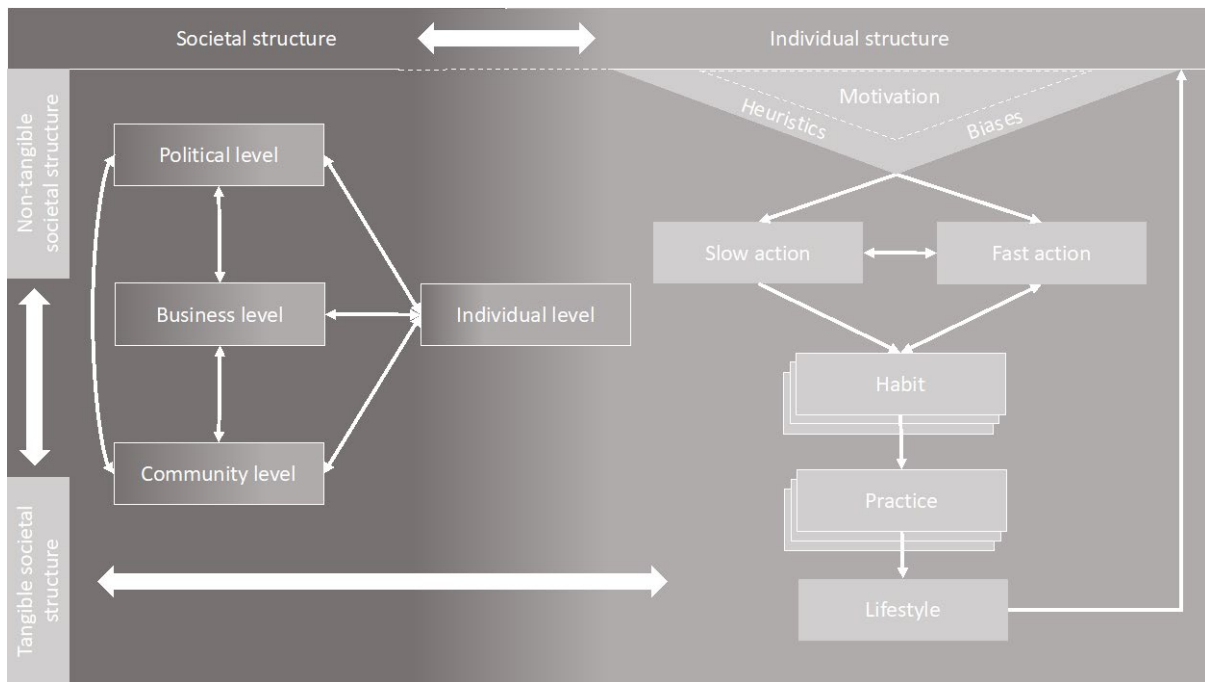 Societal structure
Individual structure
Non-tangible
societal structure
Tangible societal
structure
Political level
Business level
Individual level
Community level
Motivation
Heuristics
Biases
Slow action
Fast action
Habit
Practice
Lifestyle